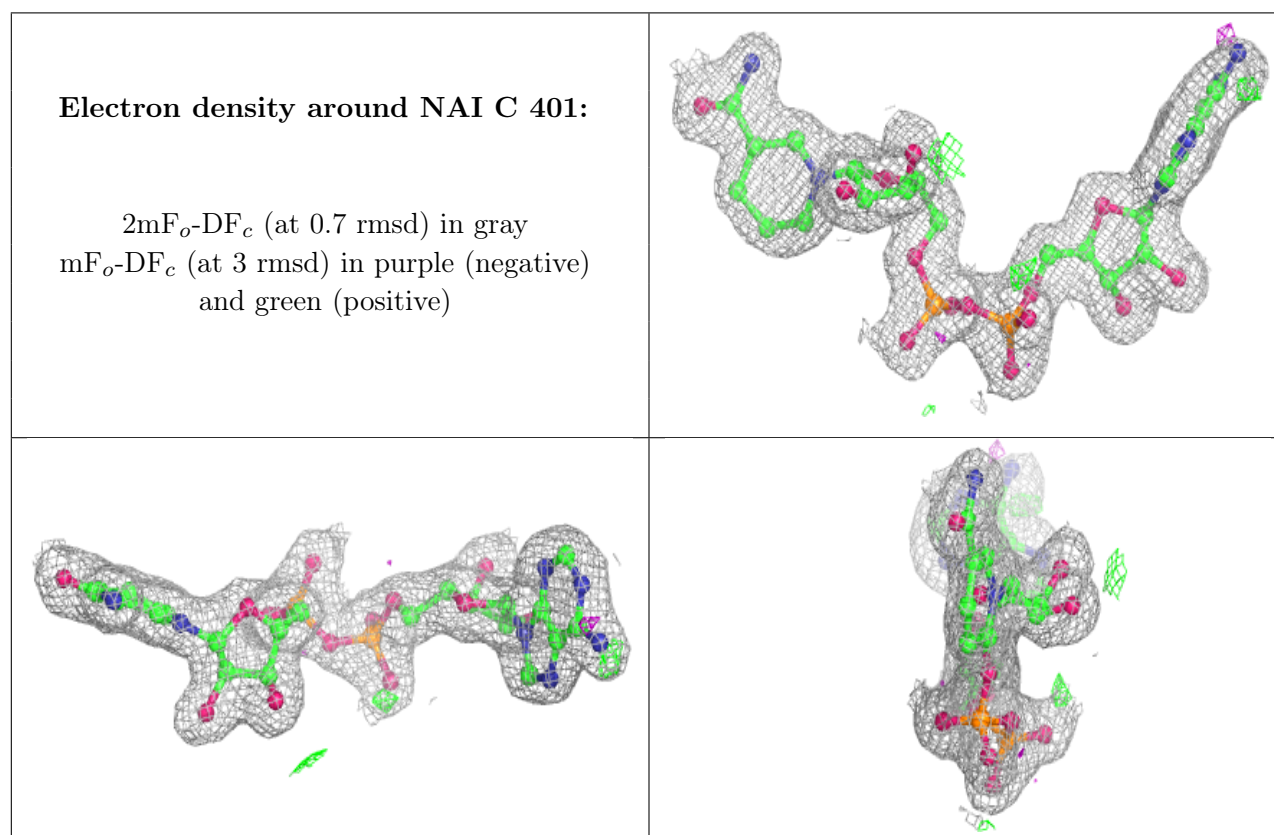 Electron density around NAI C 401:
2mFo-DFc (at 0.7 rmsd) in gray
mFo-DFc (at 3 rmsd) in purple (negative)
and green (positive)